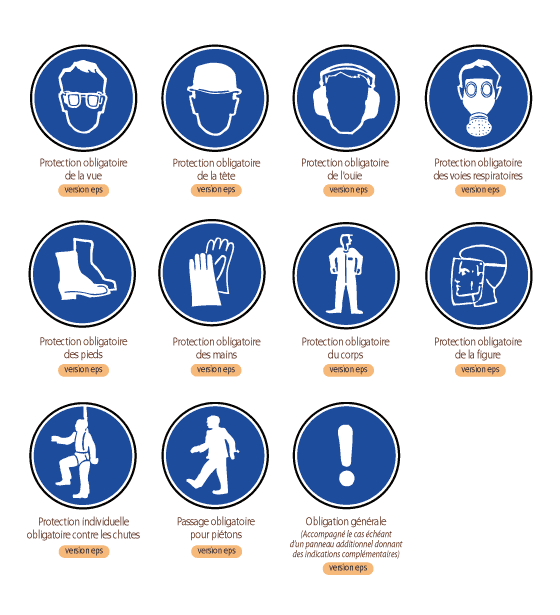 Protection obligatoire
de la vue
version eps
Protection obligatoire
de la tête
version eps
Protection obligatoire
de l'ouie
version eps
Protection obligatoire
des voies respiratoires
version eps
Protection obligatoire
des pieds
version eps
Protection obligatoire
des mains
version eps
Protection obligatoire
du corps
version eps
Protection obligatoire
de la figure
version eps
Protection individuelle
obligatoire contre les chutes
version eps
Passage obligatoire
pour piétons
version eps
Obligation générale
(Accompagné le cas échéant
d'un panneau additionnel donnant
des indications complémentaires)
version eps